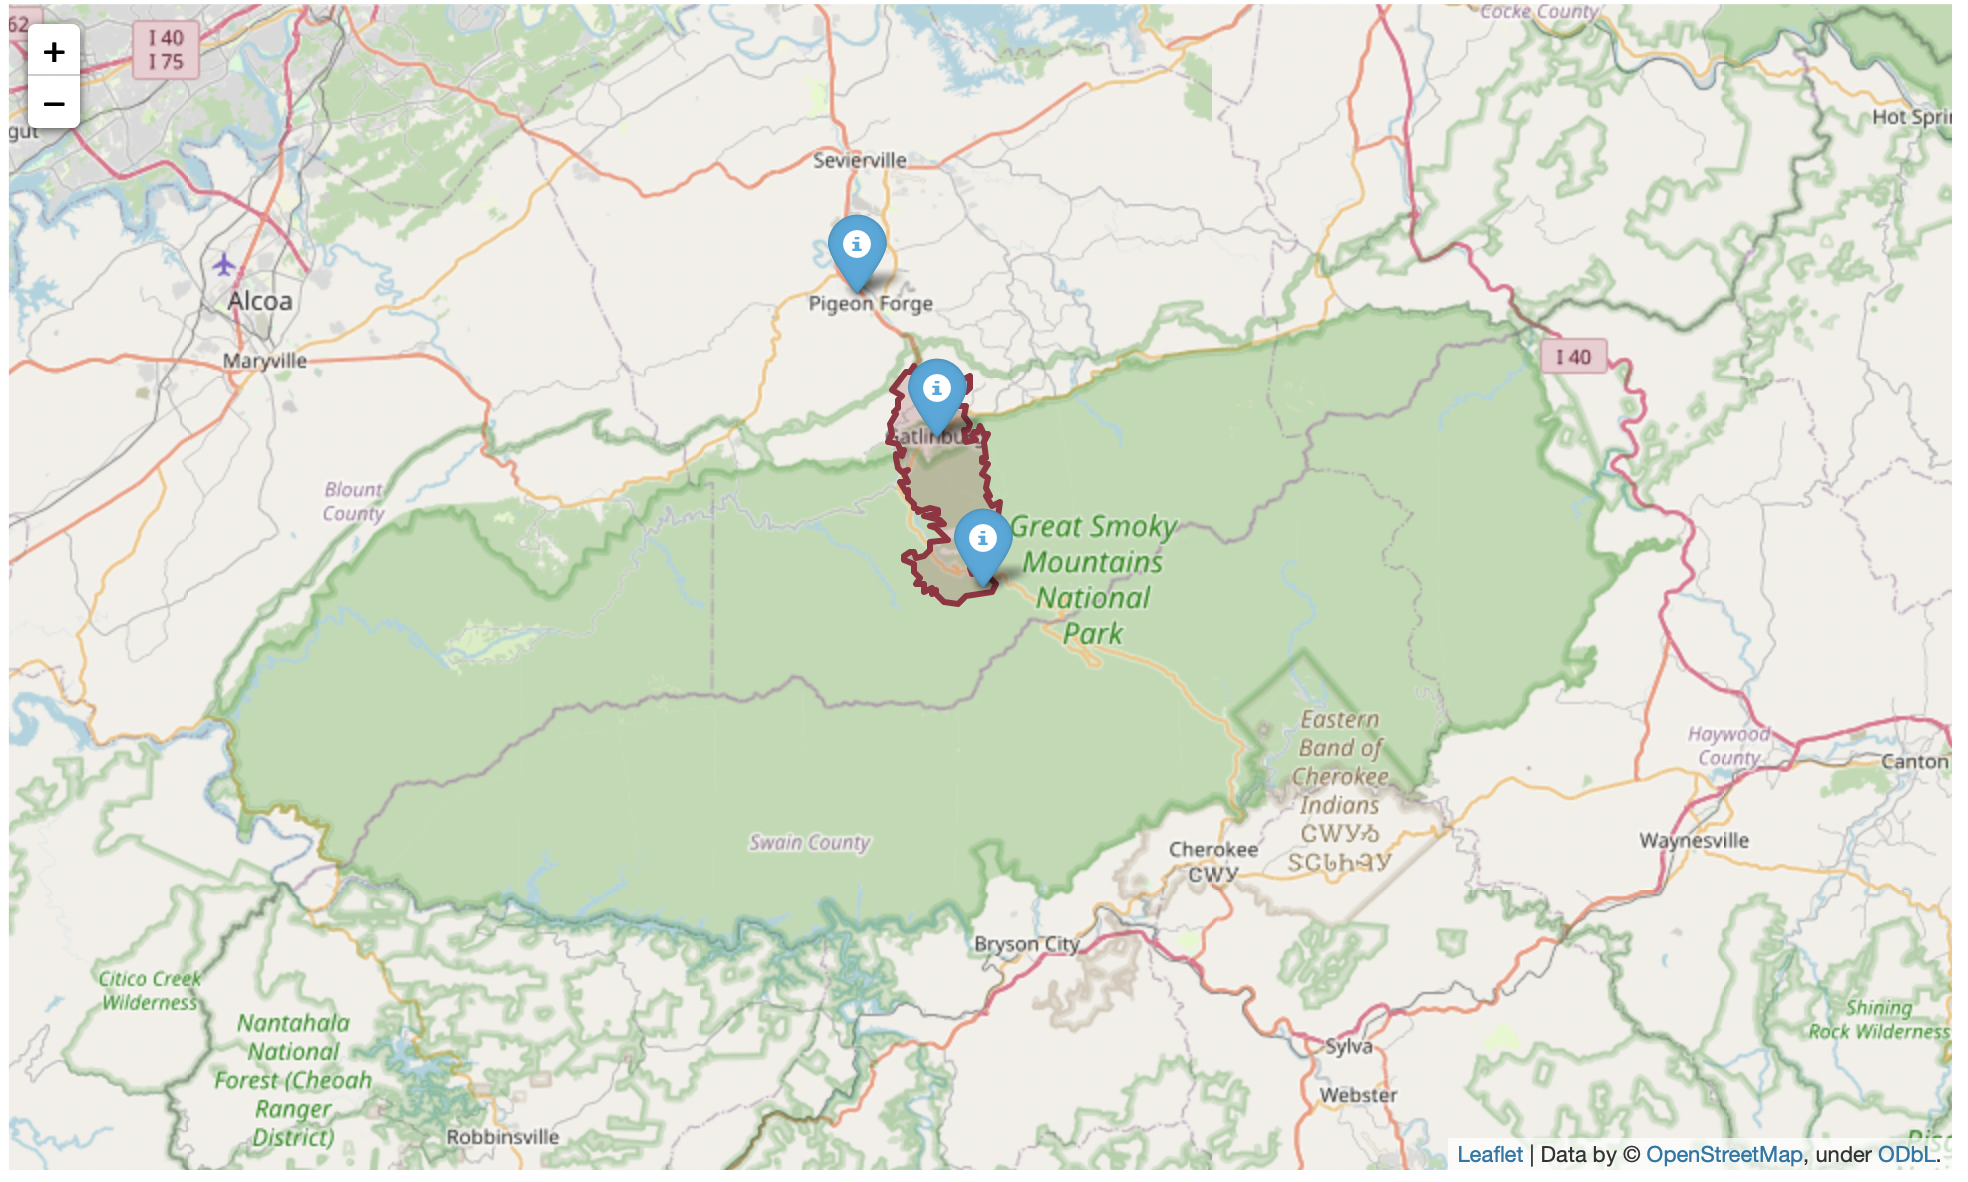 Cocke County
62
I 40
I 75
+
−
gut
Hot Sprin
Sevierville
Pigeon Forge
Alcoa
Maryville
I 40
Gatlinburg
Blount
County
Great Smoky
Mountains
National
Park
Eastern
Band of
Cherokee
Indians
ᏣᎳᎩᏱ
ᏕᏣᏓᏂᎸᎩ
Haywood
County
Canton
Swain County
Waynesville
Cherokee
ᏣᎳᎩ
Bryson City
Citico Creek
Wilderness
Nantahala
National
Forest (Cheoah
Ranger
District)
Shining
Rock Wilderness
Sylva
Webster
Robbinsville
Leaflet | Data by © OpenStreetMap, under ODbL.